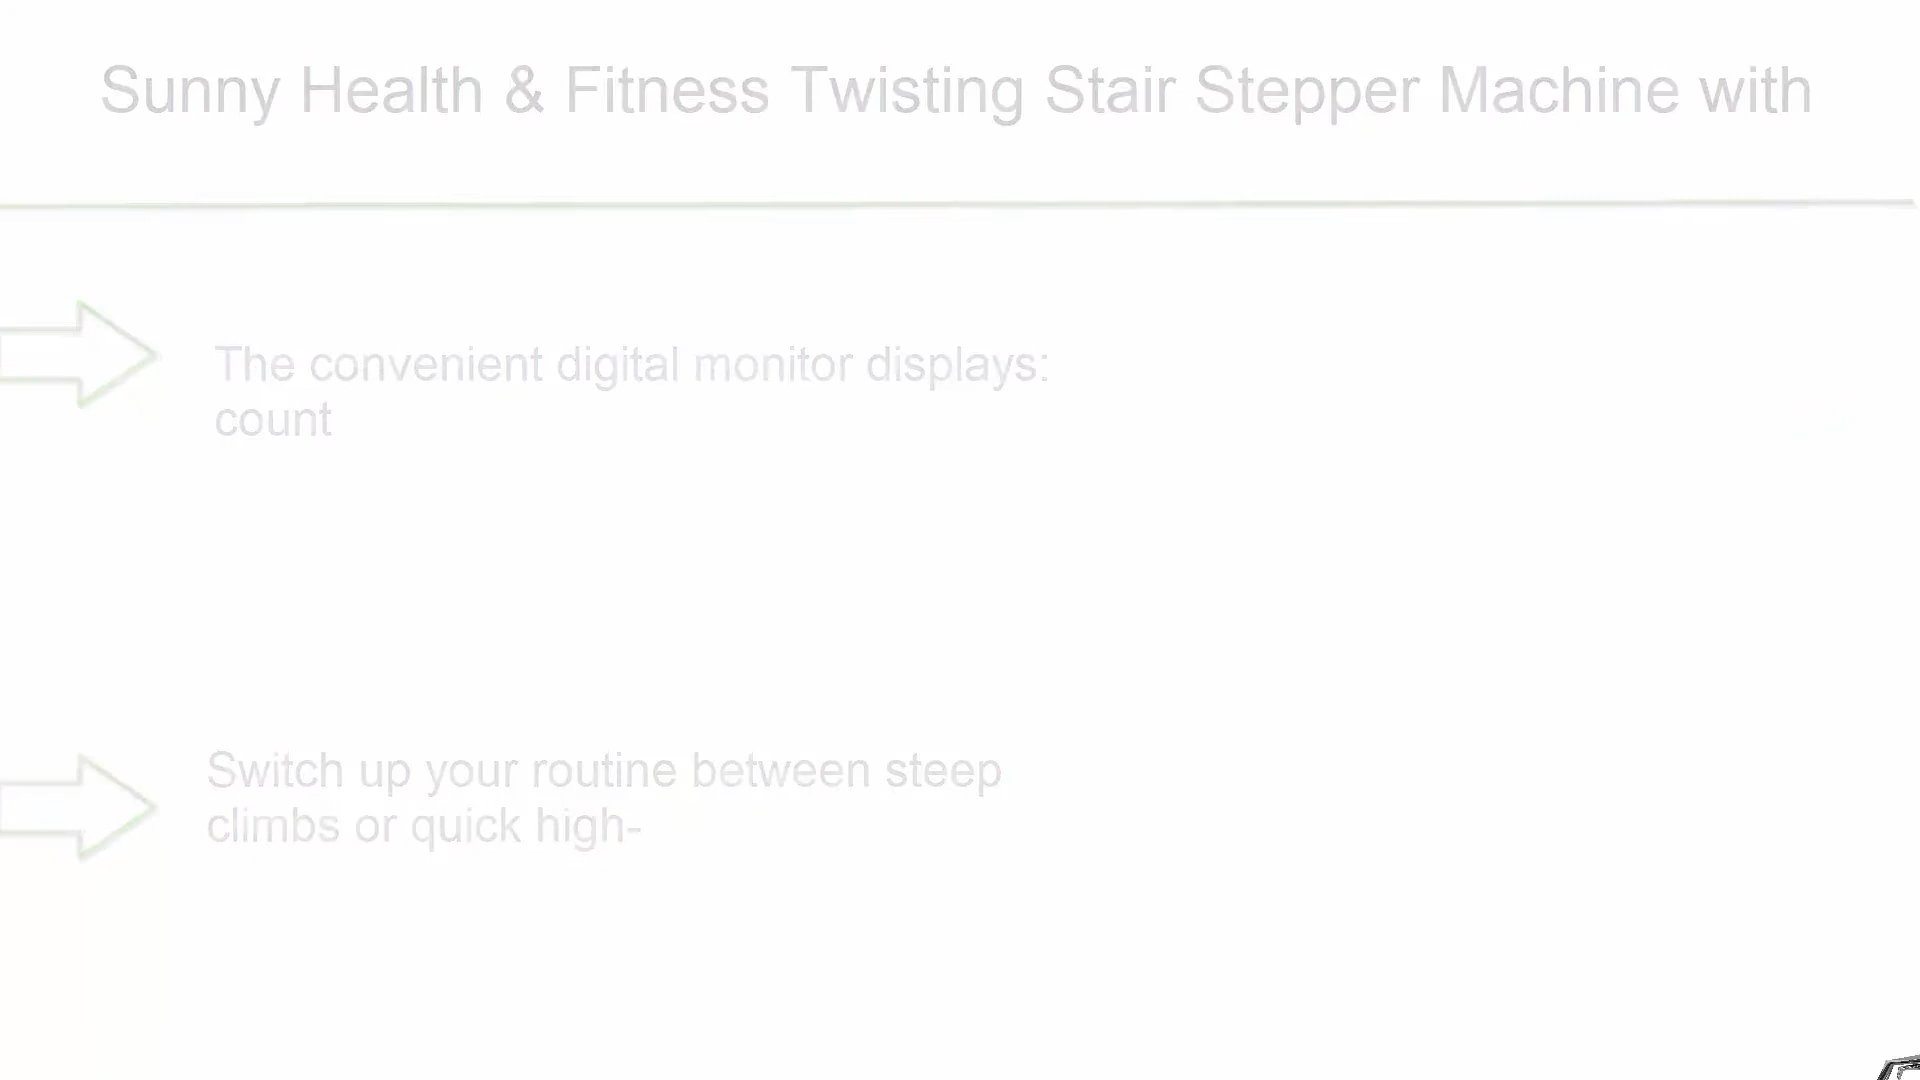 Sunny Health & Fitness Twisting Stair Stepper Machine with
The convenient digital monitor displays:
count
Switch up your routine between steep
climbs or quick high-